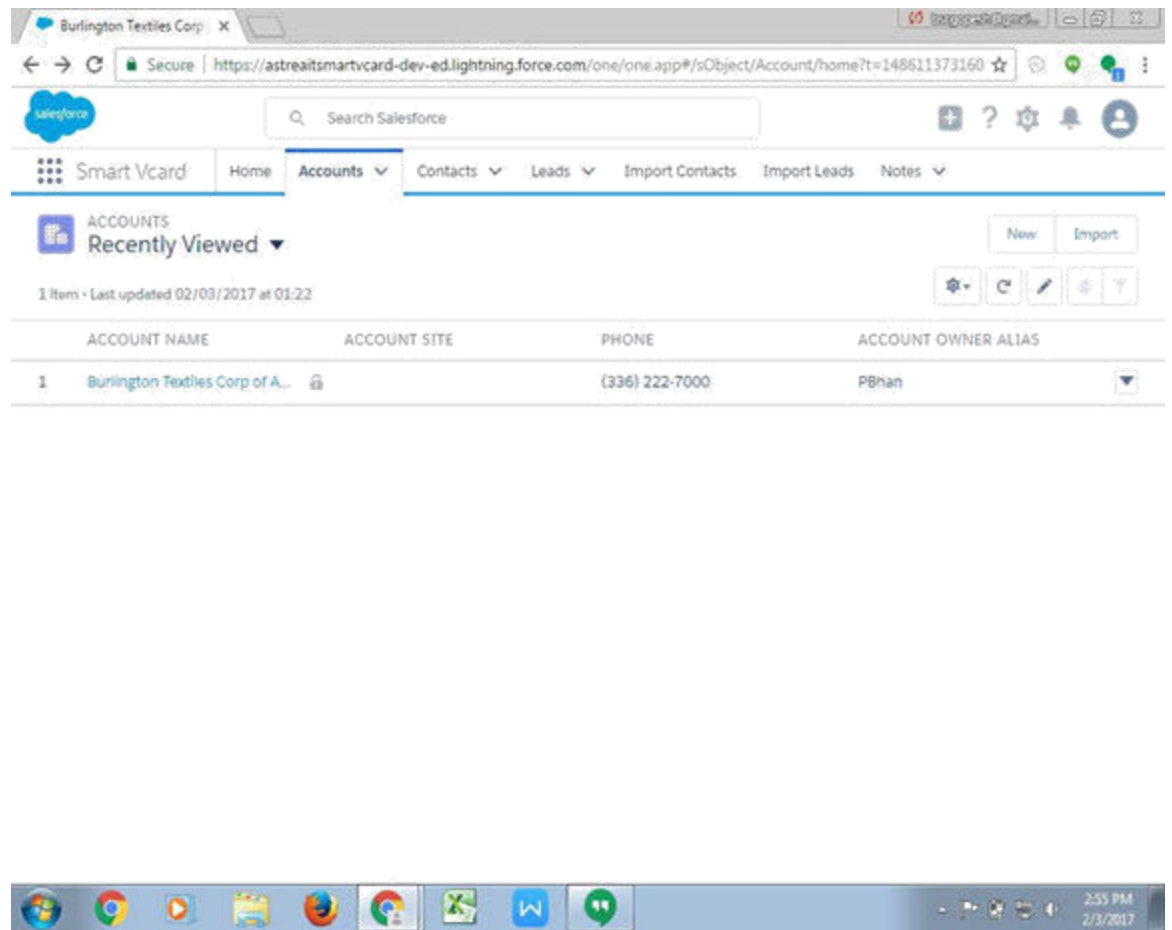 Burlington Textiles Corp
Secure https://astreaitsmartvcard-dev-ed.lightning.force.com/one/one.app#/sObject/Account/home?t=148611373160
salesforce
Search Salesforce
Smart Vcard Home Accounts Contacts Leads Import Contacts Import Leads Notes
ACCOUNTS
Recently Viewed
New Import
1 item • Last updated 02/03/2017 at 01:22
ACCOUNT NAME ACCOUNT SITE PHONE ACCOUNT OWNER ALIAS
1 Burlington Textiles Corp of A... (336) 222-7000 PBhan
2:55 PM
2/3/2017